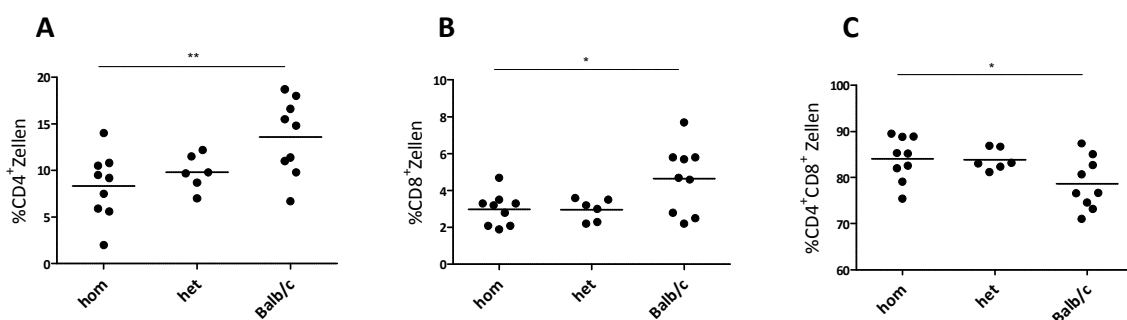 A
**
%CD4⁺Zellen
20
15
10
5
0
hom
het
Balb/c
B
*
%CD8⁺Zellen
10
8
6
4
2
0
hom
het
Balb/c
C
*
%CD4⁺CD8⁺ Zellen
100
90
80
70
60
hom
het
Balb/c